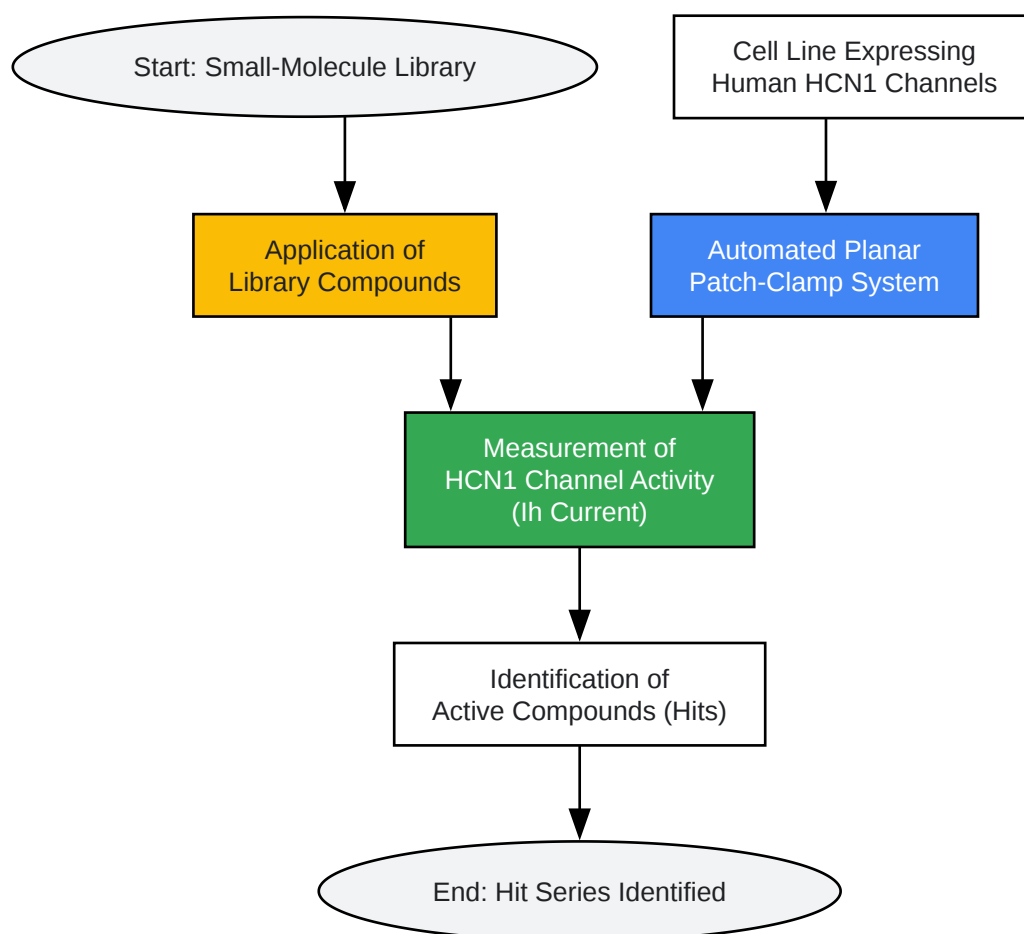 Start: Small-Molecule Library
Cell Line Expressing
Human HCN1 Channels
Application of
Library Compounds
Automated Planar
Patch-Clamp System
Measurement of
HCN1 Channel Activity
(Ih Current)
Identification of
Active Compounds (Hits)
End: Hit Series Identified